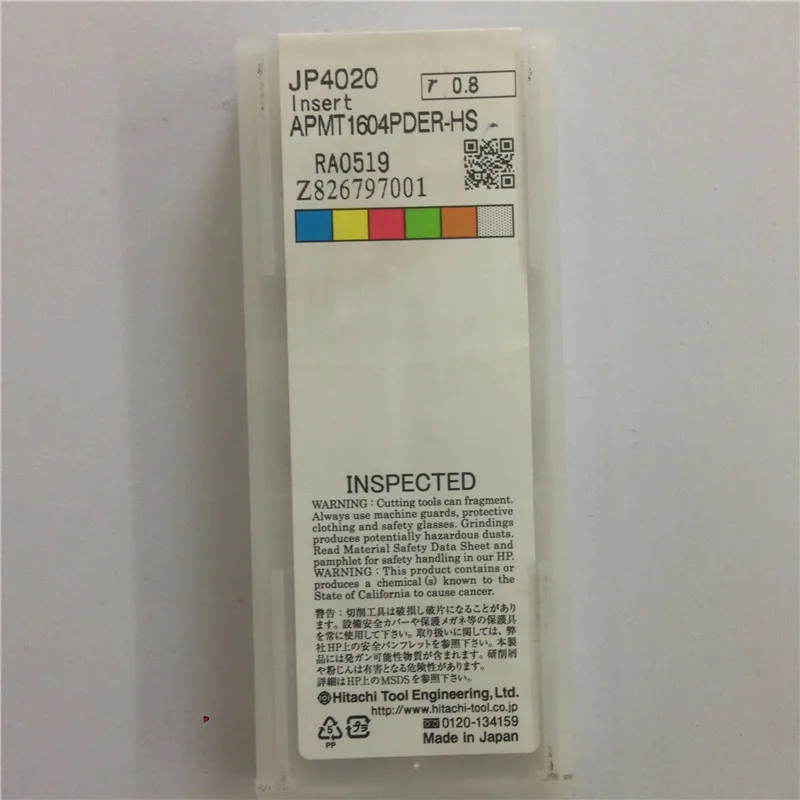 JP4020
r 0.8
Insert
APMT1604PDER-HS
RA0519
Z826797001
INSPECTED
WARNING : Cutting tools can fragment.
Always use machine guards, protective
clothing and safety glasses. Grindings
produces potentially hazardous dusts.
Read Material Safety Data Sheet and
pamphlet for safety handling in our HP.
WARNING : This product contains or
produces a chemical (s) known to the
State of California to cause cancer.
警告：切削工具は破損し破片になることがあり
ます。設備安全カバーや保護メガネ等の保護具
を常に使用して下さい。取り扱いに関しては、弊
社HP上の安全パンフレットを参照下さい。本製
品には発ガン可能性物質が含まれます。研削屑
や粉じんは有害となる危険性があります。
詳細はHP上のMSDSを参照下さい。
Hitachi Tool Engineering,Ltd.
http://www.hitachi-tool.co.jp
0120-134159
Made in Japan
5
PP
プラ